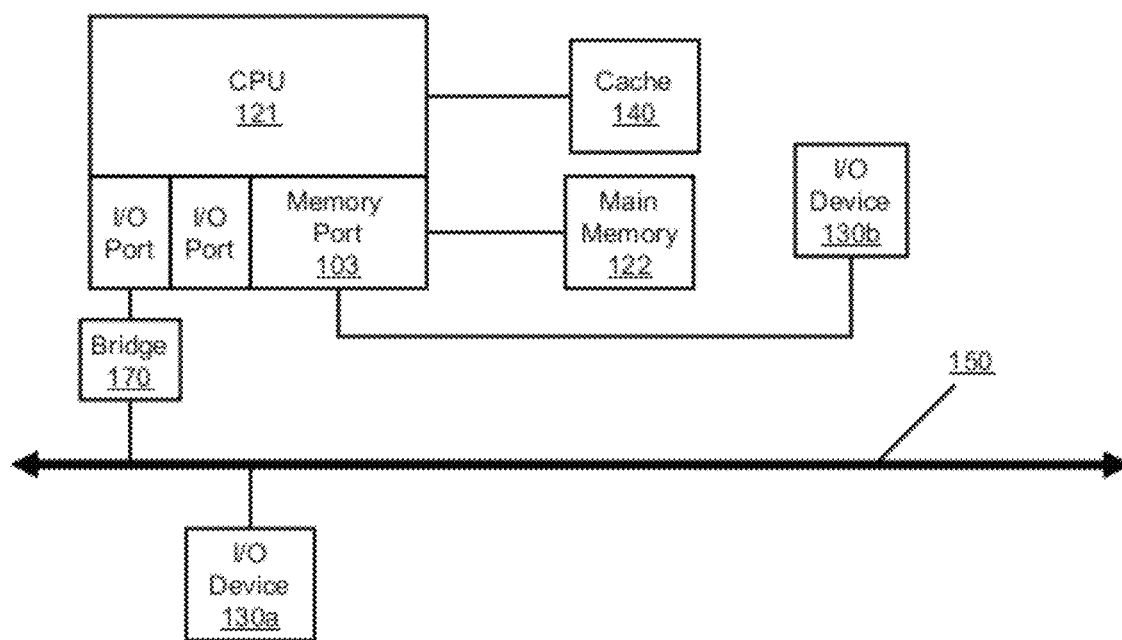 CPU
121
Cache
140
I/O
Port
I/O
Port
Memory
Port
103
Main
Memory
122
I/O
Device
130b
Bridge
170
150
I/O
Device
130a